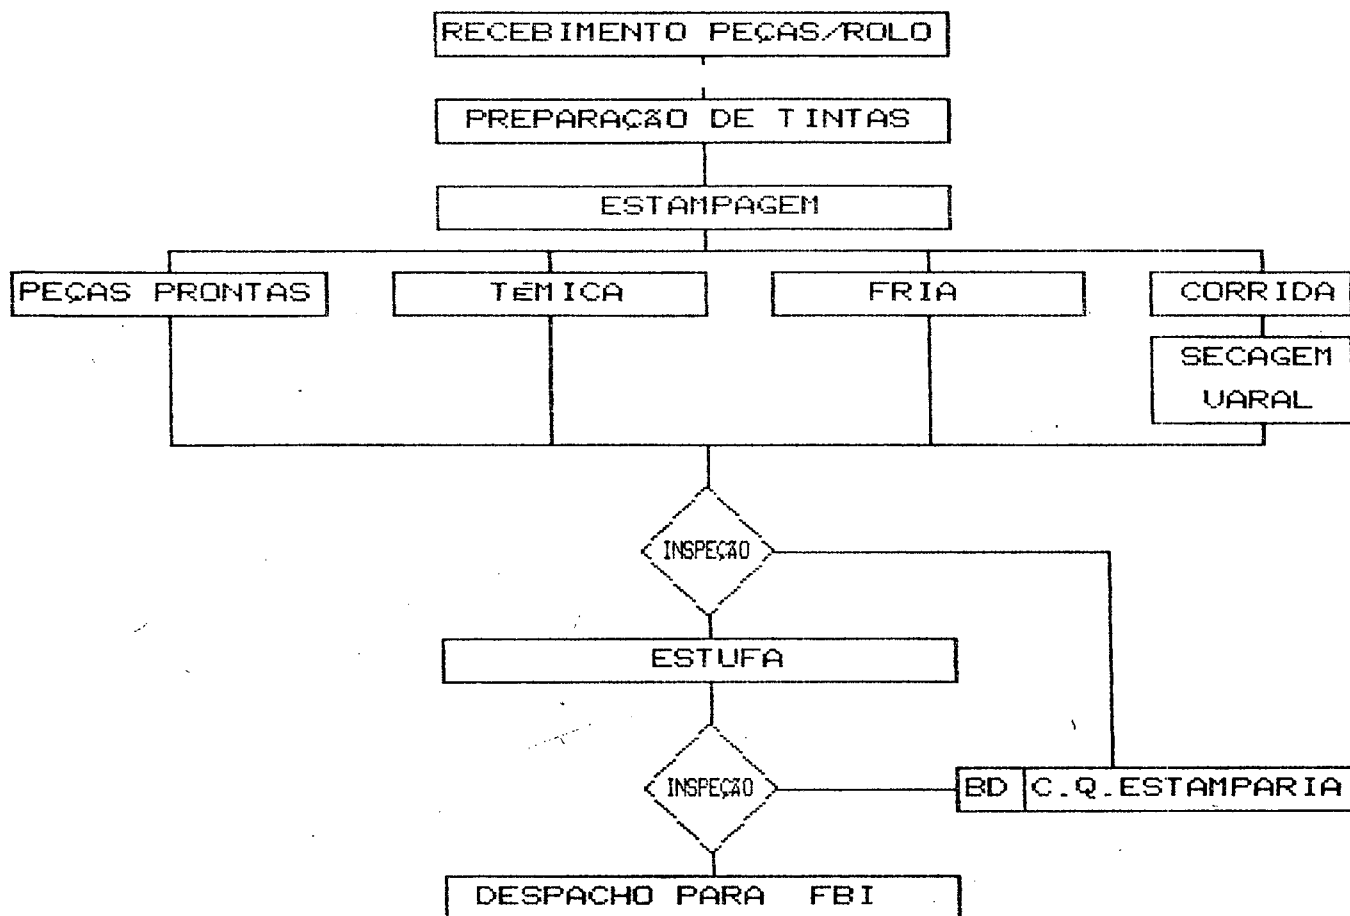 RECEBIMENTO PEÇAS/ROLO
PREPARAÇÃO DE TINTAS
ESTAMPAGEM
PEÇAS PRONTAS
TÉMICA
FRIA
CORRIDA
SECAGEM
VARAL
INSPEÇÃO
ESTUFA
INSPEÇÃO
BD C.Q.ESTAMPARIA
DESPACHO PARA FBI